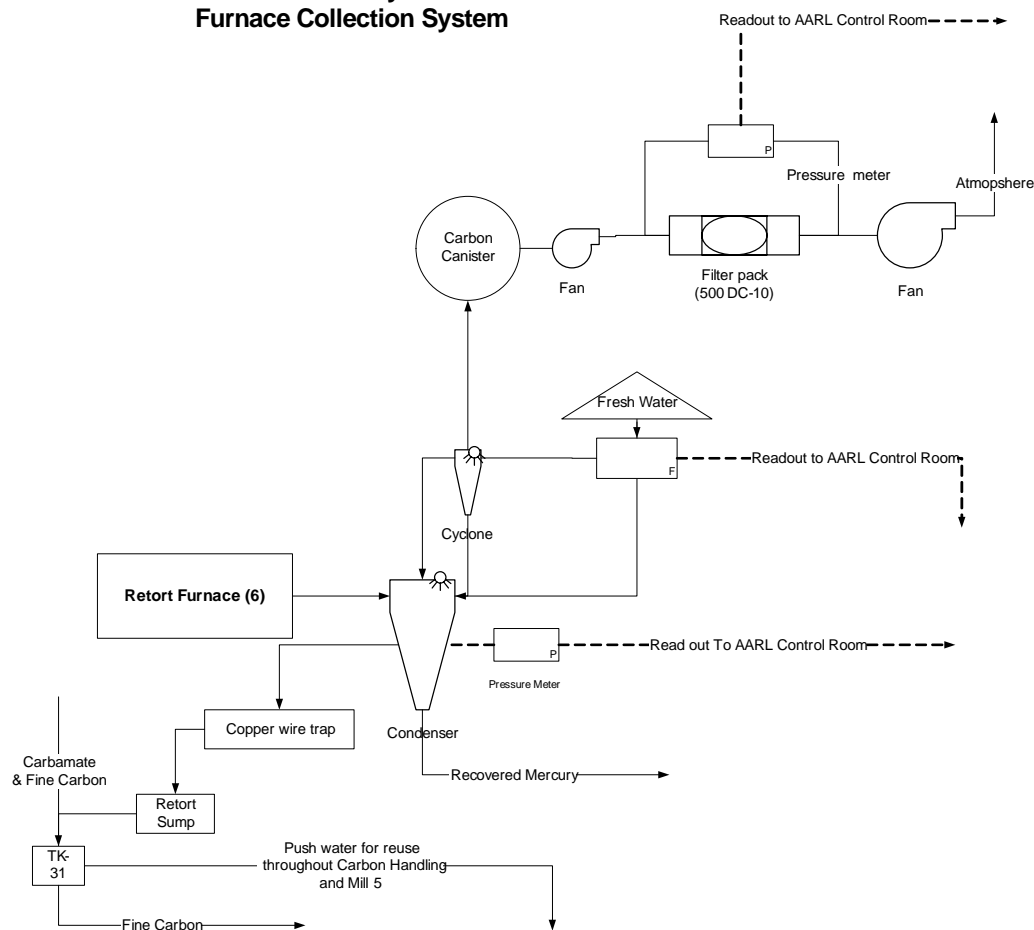 Furnace Collection System
Readout to AARL Control Room
P
Pressure meter
Atmopshere
Carbon
Canister
Fan
Filter pack
(500 DC-10)
Fan
Fresh Water
F
Readout to AARL Control Room
Cyclone
Retort Furnace (6)
P
Read out To AARL Control Room
Pressure Meter
Copper wire trap
Condenser
Carbamate
& Fine Carbon
Recovered Mercury
Retort
Sump
TK-
31
Push water for reuse
throughout Carbon Handling
and Mill 5
Fine Carbon